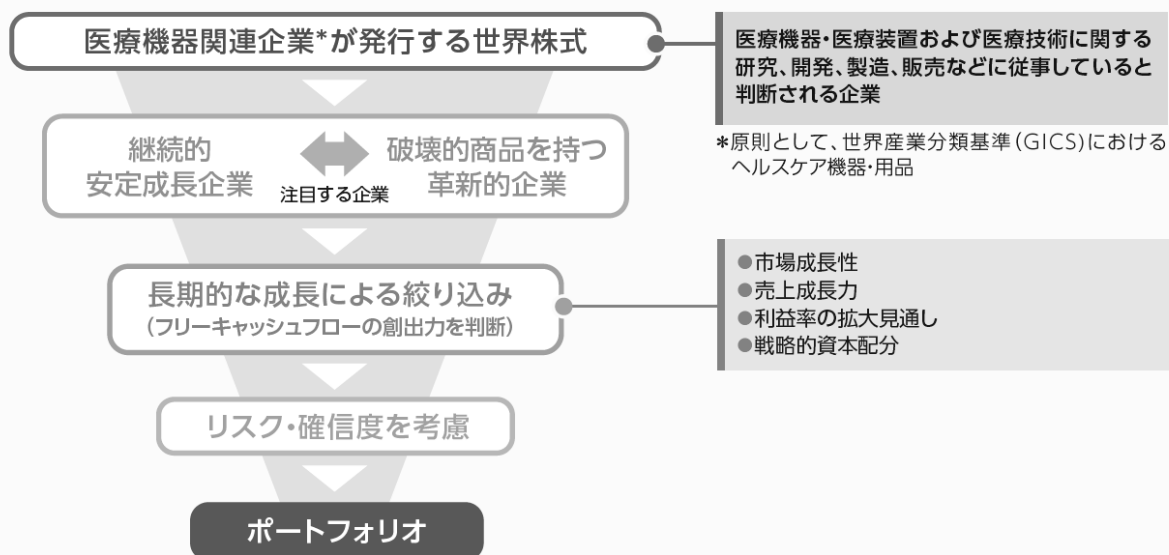 医療機器関連企業*が発行する世界株式
医療機器・医療装置および医療技術に関する
研究、開発、製造、販売などに従事していると
判断される企業
*原則として、世界産業分類基準(GICS)における
ヘルスケア機器・用品
継続的
安定成長企業
注目する企業
破壊的商品を持つ
革新的企業
長期的な成長による絞り込み
(フリーキャッシュフローの創出力を判断)
●市場成長性
●売上成長力
●利益率の拡大見通し
●戦略的資本配分
リスク・確信度を考慮
ポートフォリオ